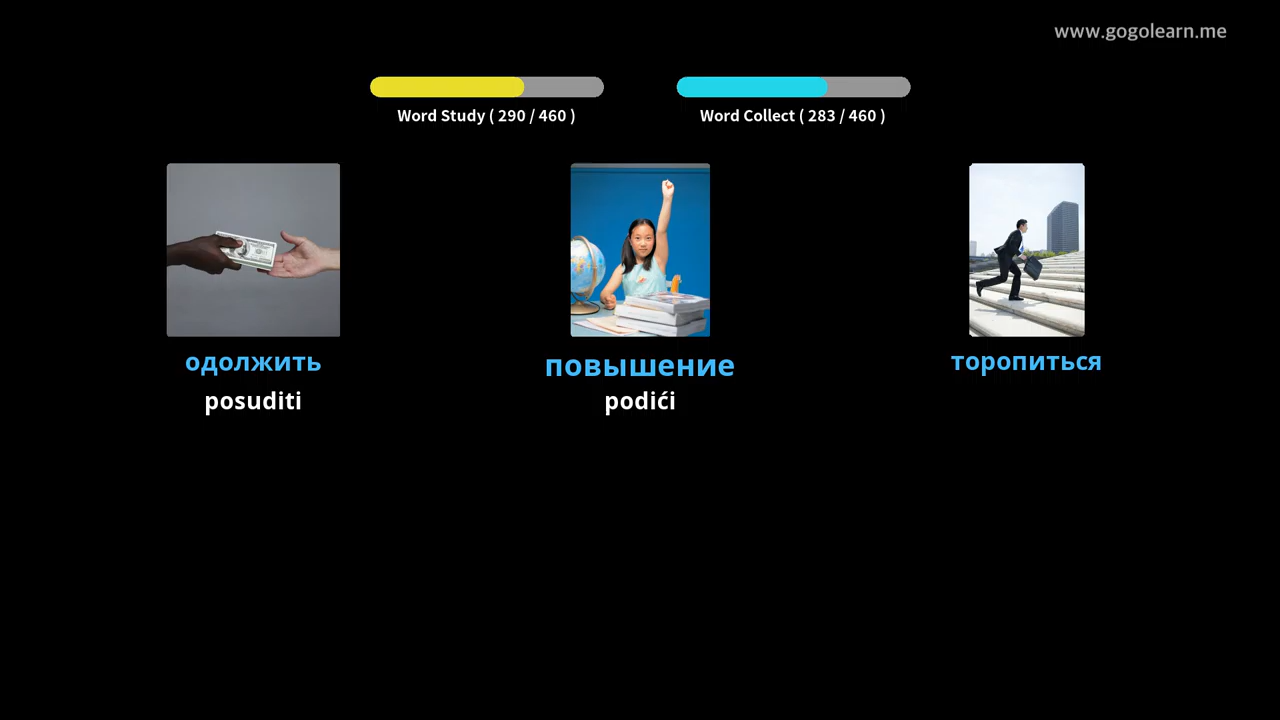 www.gogolearn.me
Word Study ( 290 / 460 )
Word Collect ( 283 / 460 )
одолжить
повышение
торопиться
posuditi
podići